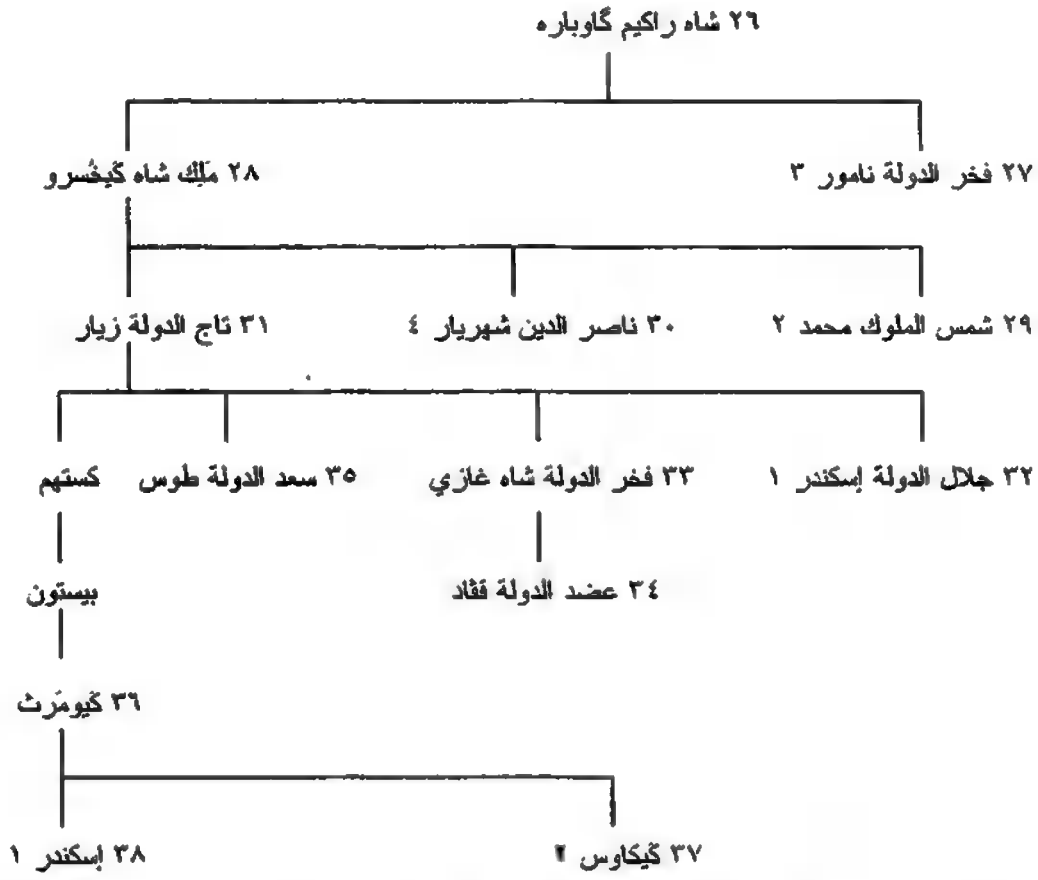 ٢٦ شاه راكيم گاوباره
٢٧ فخر الدولة نامور ٣
٢٨ مَلِك شاه كَيخُسرو
٢٩ شمس الملوك محمد ٢
٣٠ ناصر الدين شهريار ٤
٣١ تاج الدولة زيار
٣٢ جلال الدولة إسكندر ١
٣٣ فخر الدولة شاه غازي
٣٥ سعد الدولة طوس
كستهم
٣٤ عضد الدولة
بيستون
٣٦ كَيومَرث
٣٧ كَيكاوس ٢
٣٨ إسكندر ١